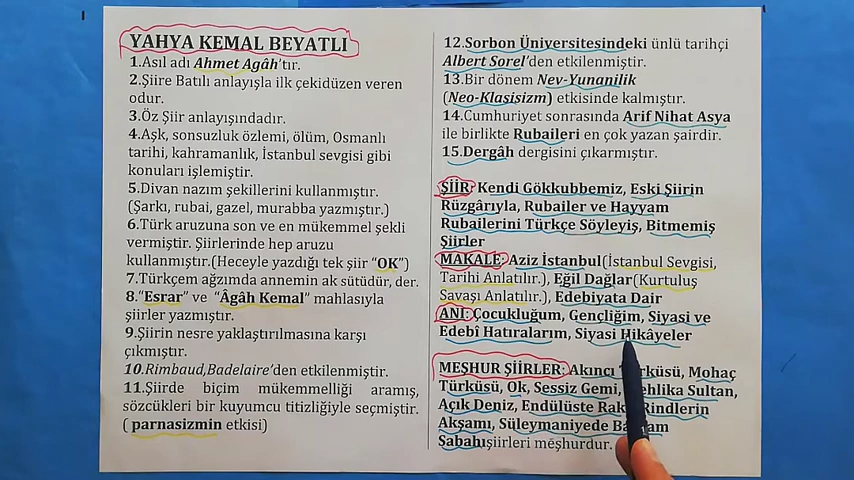 YAHYA KEMAL BEYATLI
1.Asıl adı Ahmet Agâh'tır.
2.Şiire Batılı anlayışla ilk çekidüzen veren
odur.
3.Öz Şiir anlayışındadır.
4.Aşk, sonsuzluk özlemi, ölüm, Osmanlı
tarihi, kahramanlık, İstanbul sevgisi gibi
konuları işlemiştir.
5.Divan nazım şekillerini kullanmıştır.
(Şarkı, rubai, gazel, murabba yazmıştır.)
6.Türk aruzuna son ve en mükemmel şekli
vermiştir. Şiirlerinde hep aruzu
kullanmıştır.(Heceyle yazdığı tek şiir "OK")
7.Türkçem ağzımda annemin ak sütüdür, der.
8."Esrar" ve "Âgâh Kemal" mahlasıyla
şiirler yazmıştır.
9.Şiirin nesre yaklaştırılmasına karşı
çıkmıştır.
10.Rimbaud,Badelaire'den etkilenmiştir.
11.Şiirde biçim mükemmelliği aramış,
sözcükleri bir kuyumcu titizliğiyle seçmiştir.
( parnasizmin etkisi)
12.Sorbon Üniversitesindeki ünlü tarihçi
Albert Sorel'den etkilenmiştir.
13.Bir dönem Nev-Yunanilik
(Neo-Klasisizm) etkisinde kalmıştır.
14.Cumhuriyet sonrasında Arif Nihat Asya
ile birlikte Rubaileri en çok yazan şairdir.
15.Dergâh dergisini çıkarmıştır.
ŞİİR: Kendi Gökkubbemiz, Eski Şiirin
Rüzgârıyla, Rubailer ve Hayyam
Rubailerini Türkçe Söyleyiş, Bitmemiş
Şiirler
MAKALE: Aziz İstanbul(İstanbul Sevgisi,
Tarihi Anlatılır.), Eğil Dağlar(Kurtuluş
Savaşı Anlatılır.), Edebiyata Dair
ANI: Çocukluğum, Gençliğim, Siyasi ve
Edebî Hatıralarım, Siyasi Hikâyeler
MEŞHUR ŞİİRLER: Akıncı Mohaç
Türküsü, Ok, Sessiz Gemi, Sultan,
Açık Deniz, Endülüste Rindlerin
Akşamı, Süleymaniyede
Sabahışiirleri meşhurdur.